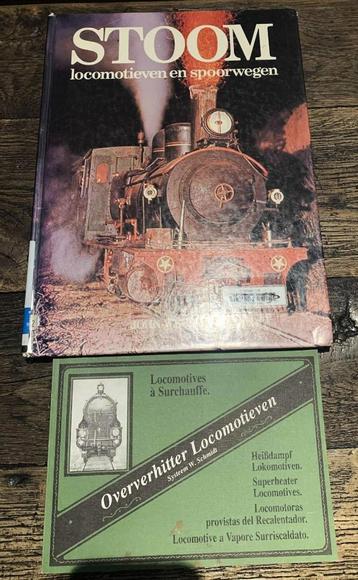 STOOM
locomotieven en spoorwegen
Locomotives
à Surchauffe.
Oververhitter Locomotieven
Systeem W. Schmidt
Heißdampf
Lokomotiven.
Superheater
Locomotives.
Locomotoras
provistas del Recalentador.
Locomotive a Vapore Surriscaldato.